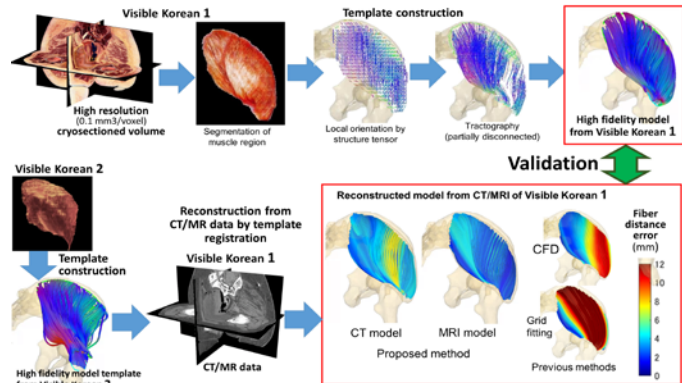 Visible Korean 1
Template construction
High resolution
(0.1 mm3/voxel)
cryosectioned volume
Segmentation of
muscle region
Local orientation by
structure tensor
Tractography
(partially disconnected)
High fidelity model
from Visible Korean 1
Validation
Visible Korean 2
Template
construction
High fidelity model template
Reconstruction from
CT/MR data by template
registration
Visible Korean 1
CT/MR data
Reconstructed model from CT/MRI of Visible Korean 1
CT model
MRI model
Proposed method
CFD
Grid
fitting
Previous methods
Fiber
distance
error
(mm)
12
10
8
6
4
2
0